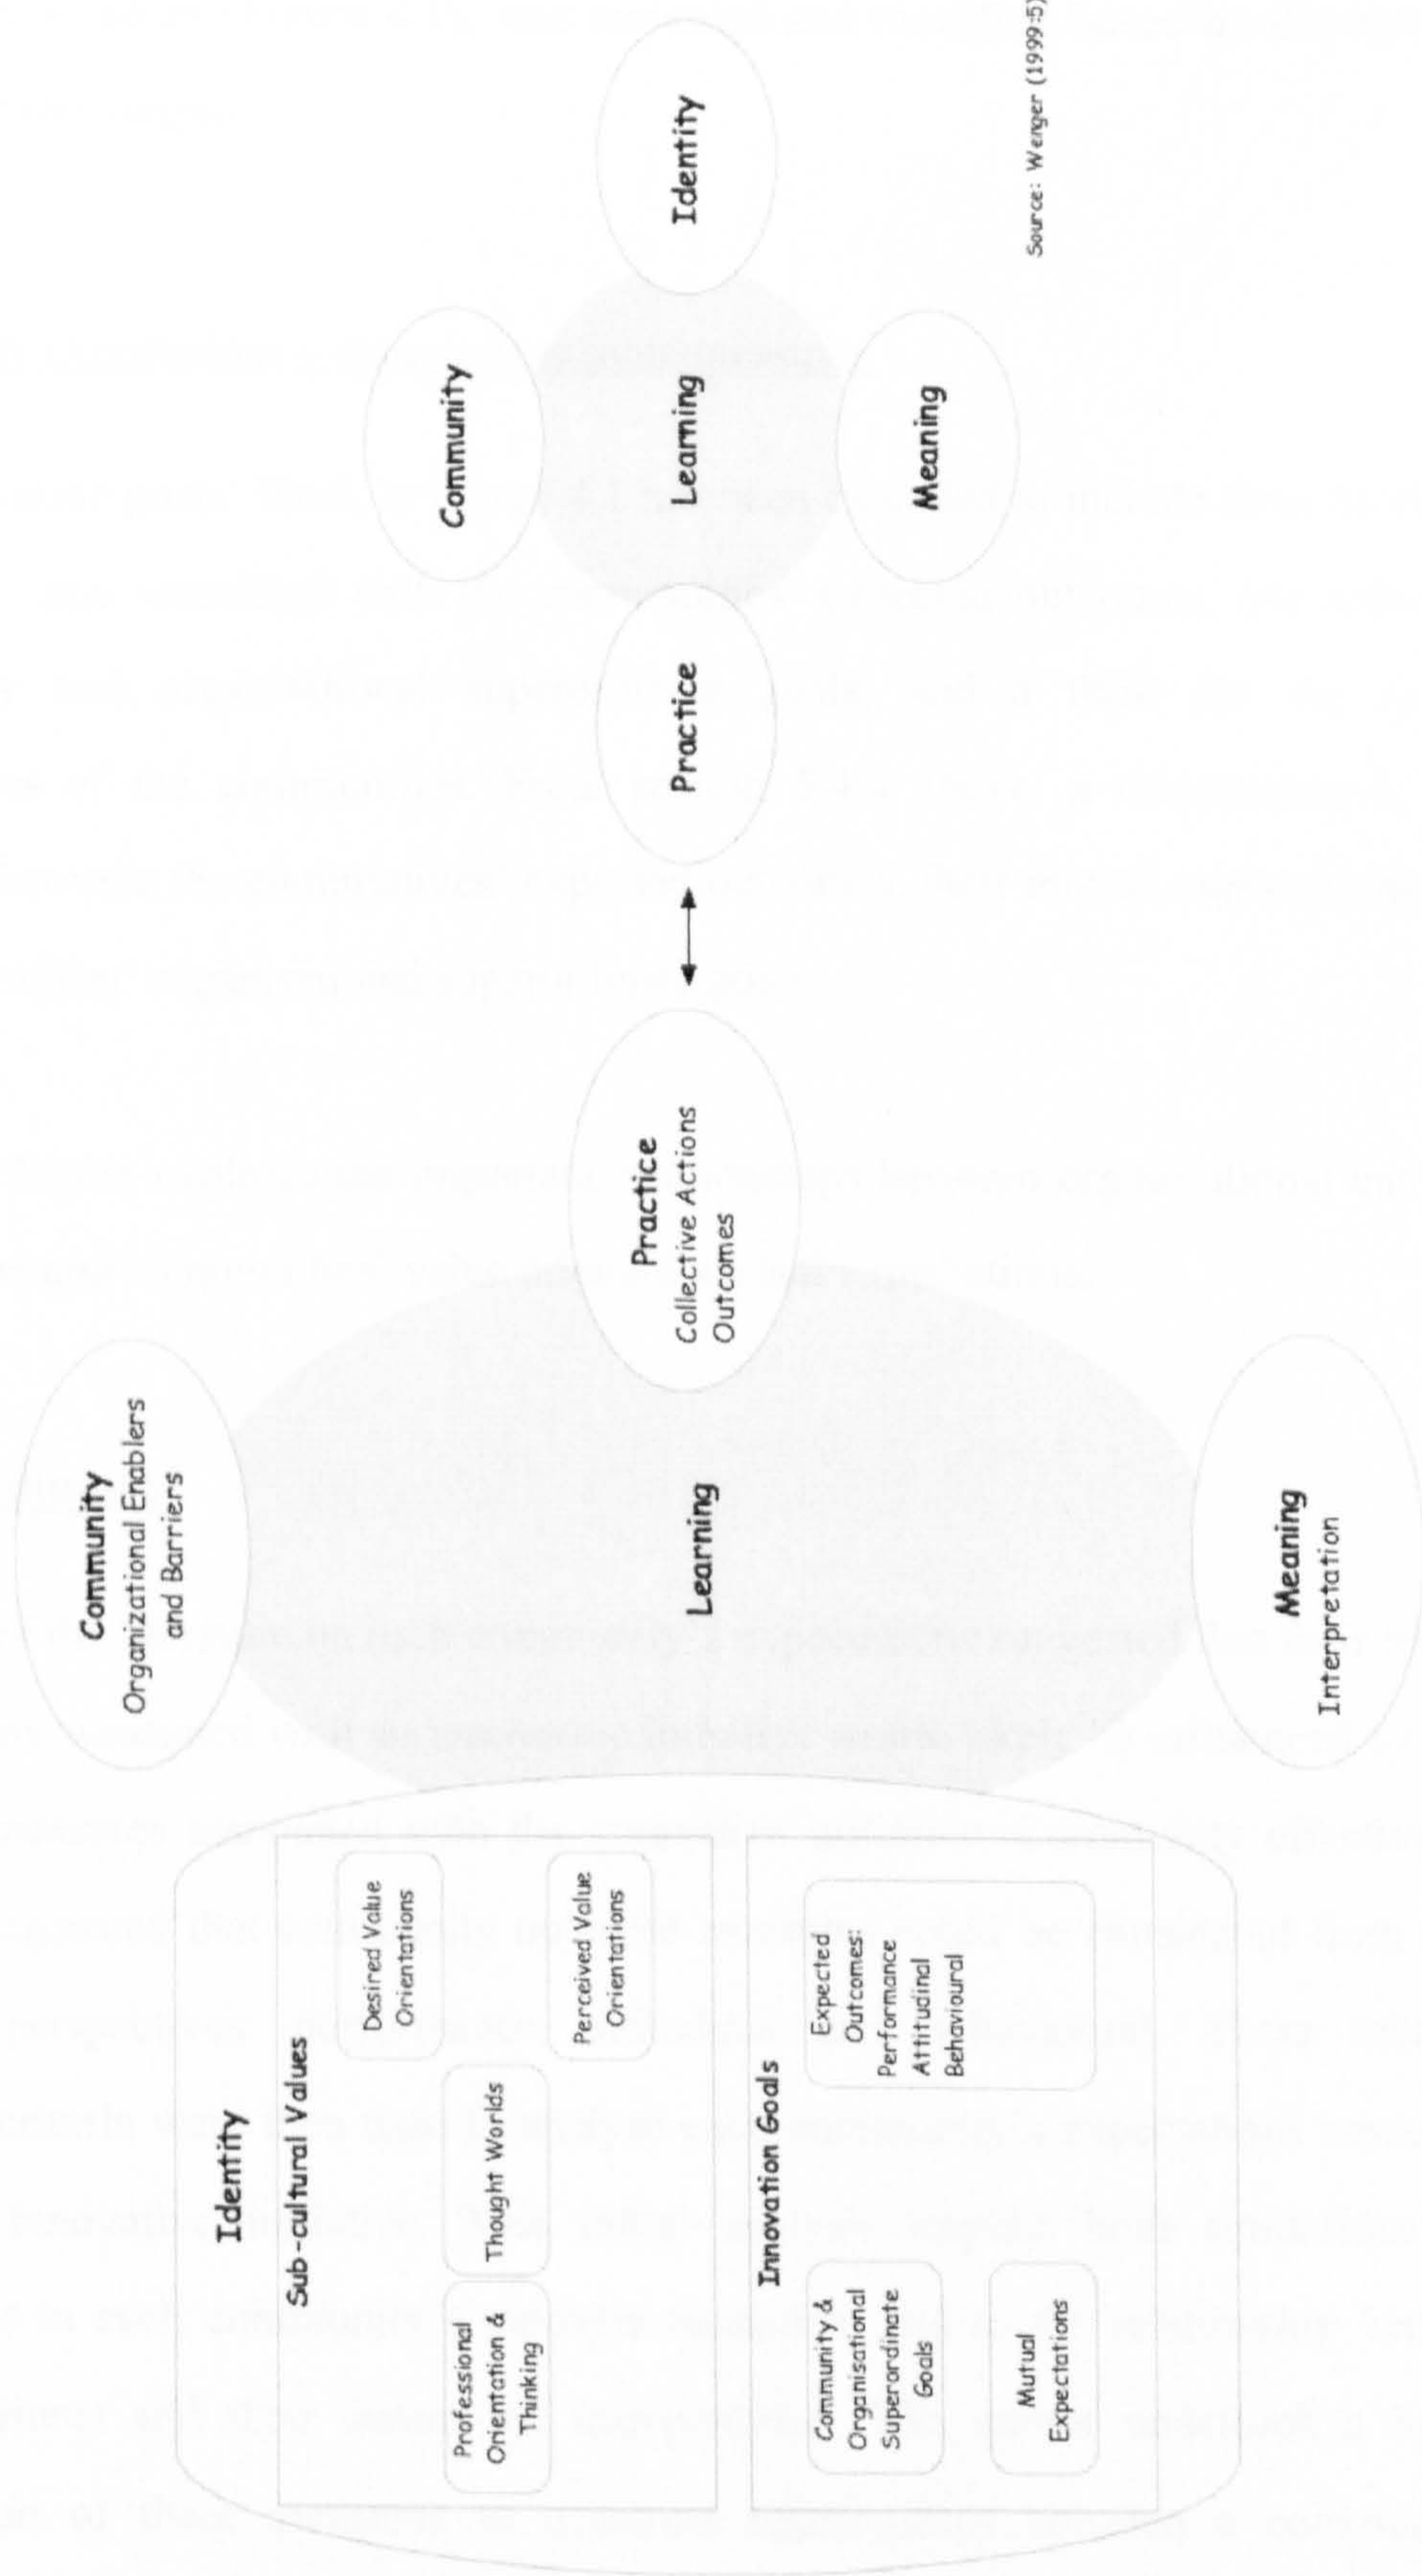 Identity
Sub-cultural Values
Professional
Orientation &
Thinking
Thought Worlds
Desired Value
Orientations
Perceived Value
Orientations
Innovation Goals
Community &
Organisational
Superordinate
Goals
Mutual
Expectations
Expected
Outcomes:
Performance
Attitudinal
Behavioural
Community
Organizational Enablers
and Barriers
Learning
Meaning
Interpretation
Practice
Collective Actions
Outcomes
Practice
Community
Learning
Meaning
Identity
Source: Wenger (1999:5)